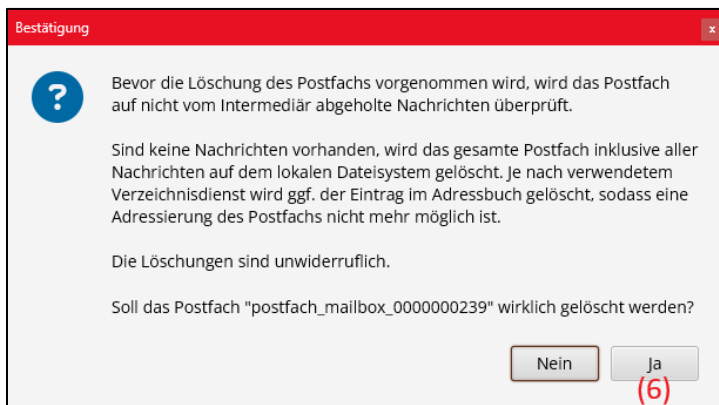 Bestätigung
x
?
Bevor die Löschung des Postfachs vorgenommen wird, wird das Postfach
auf nicht vom Intermediär abgeholte Nachrichten überprüft.
Sind keine Nachrichten vorhanden, wird das gesamte Postfach inklusive aller
Nachrichten auf dem lokalen Dateisystem gelöscht. Je nach verwendetem
Verzeichnisdienst wird ggf. der Eintrag im Adressbuch gelöscht, sodass eine
Adressierung des Postfachs nicht mehr möglich ist.
Die Löschungen sind unwiderruflich.
Soll das Postfach "postfach_mailbox_0000000239" wirklich gelöscht werden?
Nein
Ja
(6)